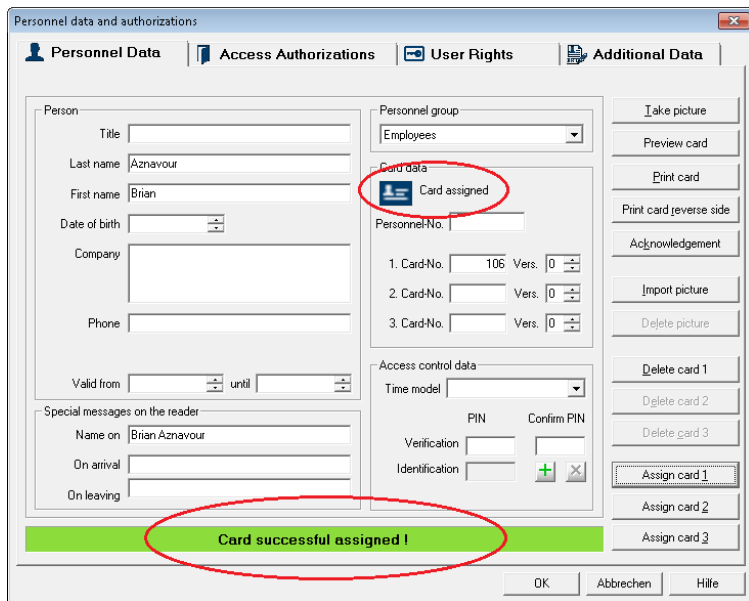 Personnel data and authorizations
Personnel Data
Access Authorizations
User Rights
Additional Data
Person
Title
Last name Aznavour
First name Brian
Date of birth
Company
Phone
Valid from until
Special messages on the reader
Name on Brian Aznavour
On arrival
On leaving
Personnel group
Employees
Card data
Card assigned
Personnel-No.
1. Card-No. 106 Vers. 0
2. Card-No. Vers. 0
3. Card-No. Vers. 0
Access control data
Time model
PIN Confirm PIN
Verification
Identification
Take picture
Preview card
Print card
Print card reverse side
Acknowledgement
Import picture
Delete picture
Delete card 1
Delete card 2
Delete card 3
Assign card 1
Assign card 2
Assign card 3
Card successful assigned !
OK Abbrechen Hilfe